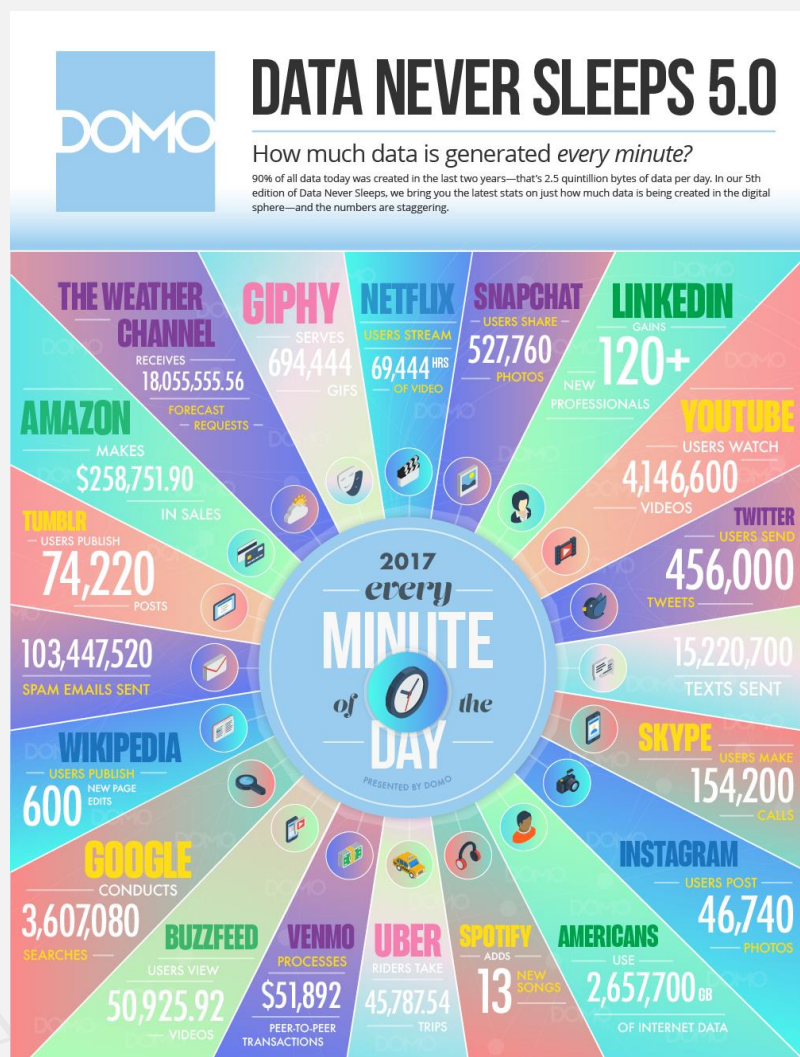 DOMO
DATA NEVER SLEEPS 5.0
How much data is generated every minute?
90% of all data today was created in the last two years—that's 2.5 quintillion bytes of data per day. In our 5th
edition of Data Never Sleeps, we bring you the latest stats on just how much data is being created in the digital
sphere—and the numbers are staggering.
THE WEATHER
CHANNEL
RECEIVES
18,055,555.56
FORECAST
REQUESTS
GIPHY
SERVES
694,444
GIFS
NETFLIX
USERS STREAM
69,444 HRS
OF VIDEO
SNAPCHAT
USERS SHARE
527,760
PHOTOS
LINKEDIN
GAINS
120+
NEW
PROFESSIONALS
YOUTUBE
USERS WATCH
4,146,600
VIDEOS
TWITTER
USERS SEND
456,000
TWEETS
15,220,700
TEXTS SENT
SKYPE
USERS MAKE
154,200
CALLS
INSTAGRAM
USERS POST
46,740
PHOTOS
AMERICANS
USE
2,657,700 GB
OF INTERNET DATA
SPOTIFY
ADDS
13 NEW
SONGS
UBER
RIDERS TAKE
45,787.54
TRIPS
VENMO
PROCESSES
$51,892
PEER-TO-PEER
TRANSACTIONS
BUZZFEED
USERS VIEW
50,925.92
VIDEOS
GOOGLE
CONDUCTS
3,607,080
SEARCHES
WIKIPEDIA
USERS PUBLISH
600 NEW PAGE
EDITS
103,447,520
SPAM EMAILS SENT
TUMBLR
USERS PUBLISH
74,220
POSTS
AMAZON
MAKES
$258,751.90
IN SALES
2017
every
MINUTE
of the
DAY
PRESENTED BY DOMO